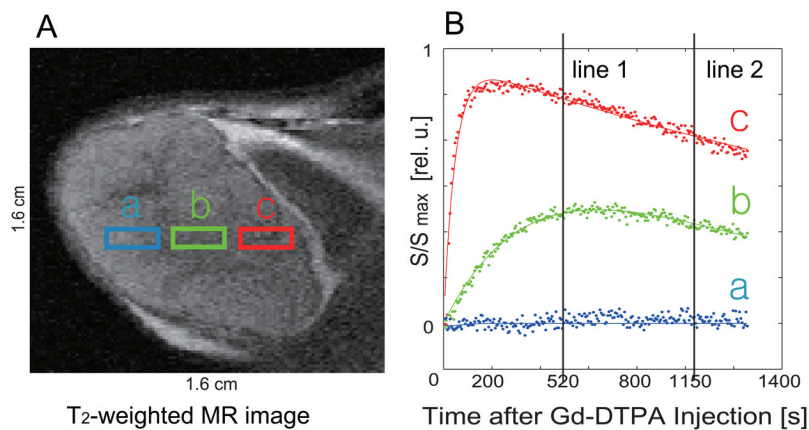 A
a
b
c
1.6 cm
1.6 cm
T2-weighted MR image
B
line 1
line 2
c
b
a
S/S max [rel. u.]
1
0
0
200
520
800
1150
1400
Time after Gd-DTPA Injection [s]